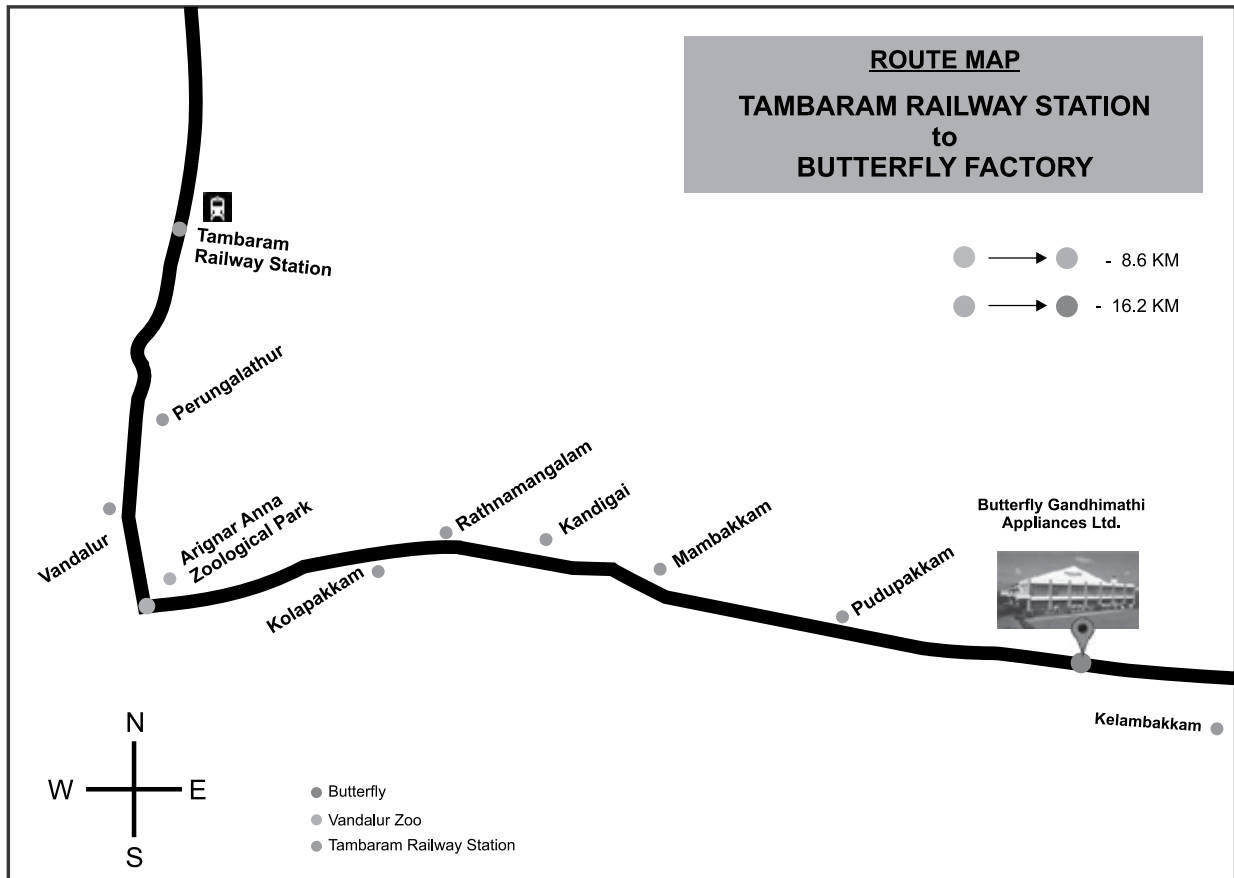 ROUTE MAP
TAMBARAM RAILWAY STATION
to
BUTTERFLY FACTORY
Tambaram
Railway Station
- 8.6 KM
- 16.2 KM
Perungalathur
Vandalur
Arignar Anna
Zoological Park
Kolapakkam
Rathnamangalam
Kandigai
Mambakkam
Pudupakkam
Butterfly Gandhimathi
Appliances Ltd.
Kelambakkam
N
W E
S
Butterfly
Vandalur Zoo
Tambaram Railway Station